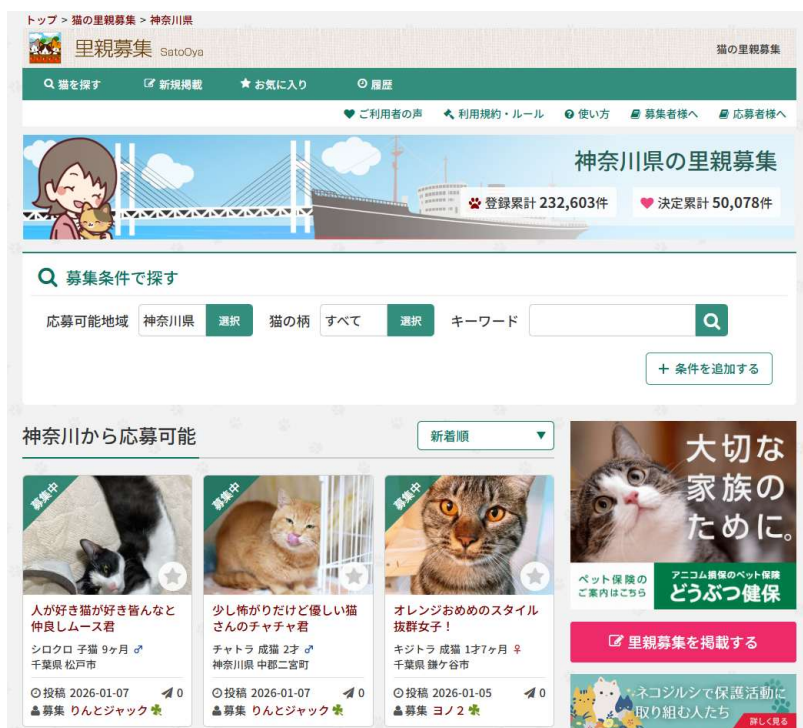 トップ > 猫の里親募集 > 神奈川県
里親募集 SatoOya
猫の里親募集
猫を探す 新規掲載 お気に入り 履歴
ご利用者の声 利用規約・ルール 使い方 募集者様へ 応募者様へ
神奈川県の里親募集
登録累計 232,603件 決定累計 50,078件
募集条件で探す
応募可能地域 神奈川県 選択 猫の柄 すべて 選択 キーワード
+ 条件を追加する
神奈川から応募可能
新着順 ▼
募集中
人が好き猫が好き皆んなと
仲良しムース君
シロクロ 子猫 9ヶ月 ♂
千葉県 松戸市
投稿 2026-01-07 0
募集 りんとジャック
募集中
少し怖がりだけど優しい猫
さんのチャチャ君
チャトラ 成猫 2才 ♂
神奈川県 中郡二宮町
投稿 2026-01-07 0
募集 りんとジャック
募集中
オレンジおめめのスタイル
抜群女子!
キジトラ 成猫 1才7ヶ月 ♀
千葉県 鎌ケ谷市
投稿 2026-01-05 0
募集 ヨノ2
大切な
家族の
ために。
ペット保険の
ご案内はこちら
アニコム損保のペット保険
どうぶつ健保
里親募集を掲載する
ネコジルシで保護活動に
取り組む人たち
詳しく見る